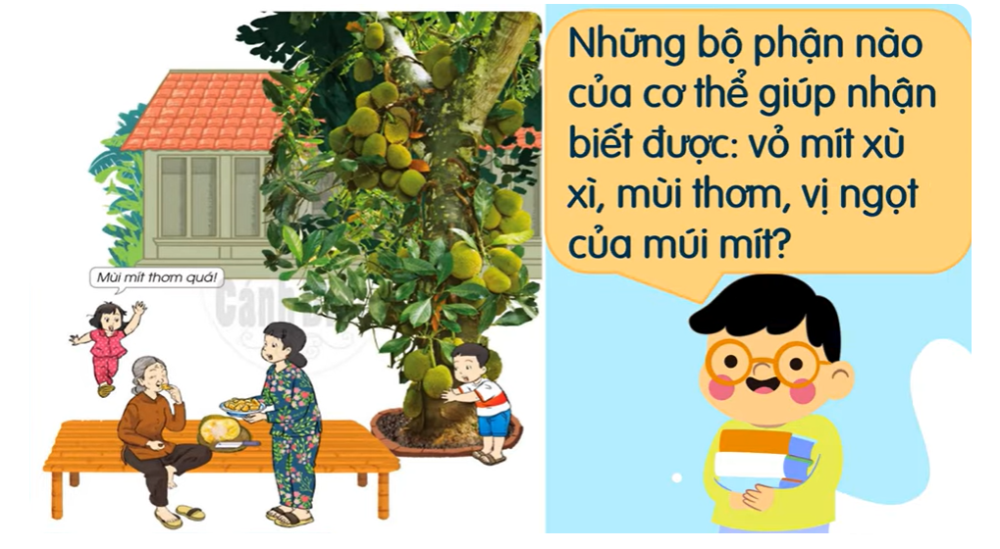 Mùi mít thơm quá!
Những bộ phận nào
của cơ thể giúp nhận
biết được: vỏ mít xù
xì, mùi thơm, vị ngọt
của múi mít?